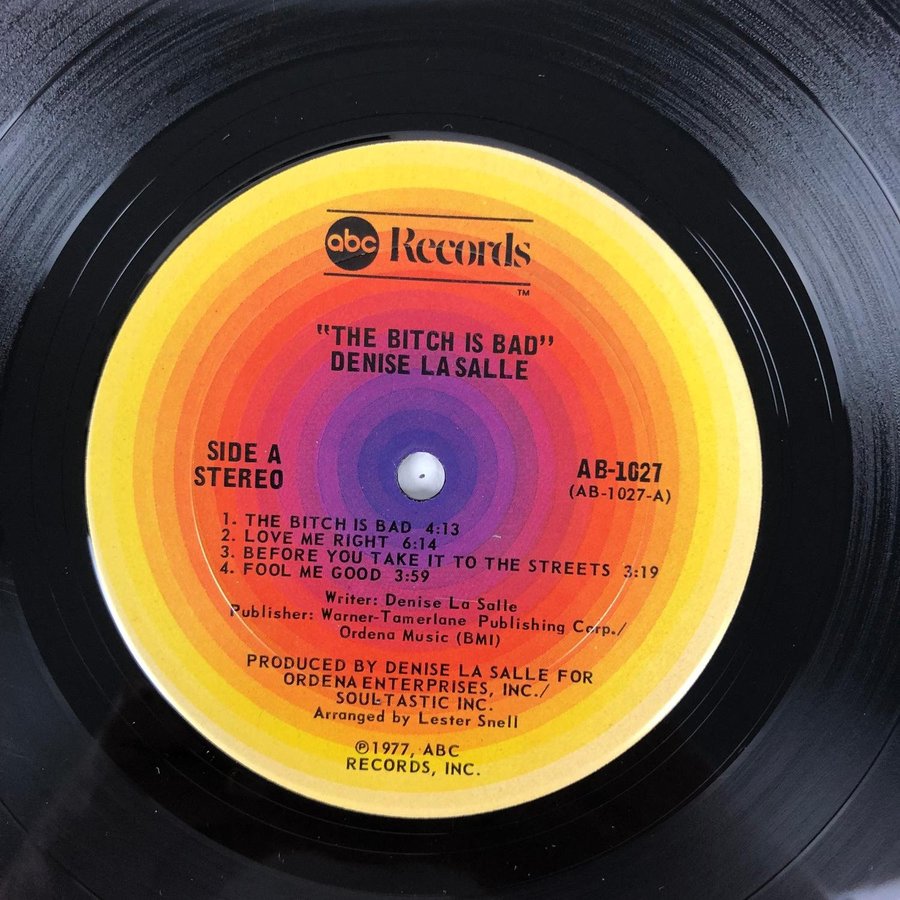 abc Records
TM
"THE BITCH IS BAD"
DENISE LA SALLE
SIDE A
STEREO
AB-1027
(AB-1027-A)
1. THE BITCH IS BAD 4:13
2. LOVE ME RIGHT 6:14
3. BEFORE YOU TAKE IT TO THE STREETS 3:19
4. FOOL ME GOOD 3:59
Writer: Denise La Salle
Publisher: Warner-Tamerlane Publishing Corp./
Ordena Music (BMI)
PRODUCED BY DENISE LA SALLE FOR
ORDENA ENTERPRISES, INC./
SOUL-TASTIC INC.
Arranged by Lester Snell
℗1977, ABC
RECORDS, INC.